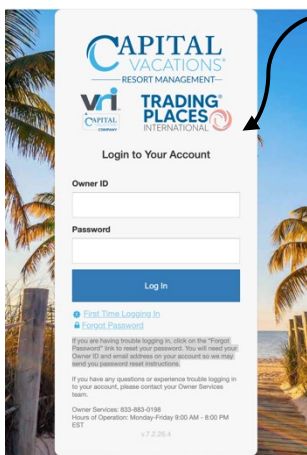 CAPITAL
VACATIONS®
RESORT MANAGEMENT
vri
CAPITAL
COMPANY
TRADING
PLACES
INTERNATIONAL
Login to Your Account
Owner ID
Password
Log In
First Time Logging In
Forgot Password
If you are having trouble logging in, click on the "Forgot
Password" link to reset your password. You will need your
Owner ID and email address on your account so we may
send you password reset instructions.
If you have any questions or experience trouble logging in
to your account, please contact your Owner Services
team.
Owner Services: 833-883-0198
Hours of Operation: Monday-Friday 9:00 AM - 8:00 PM
EST
v.7.2.26.4